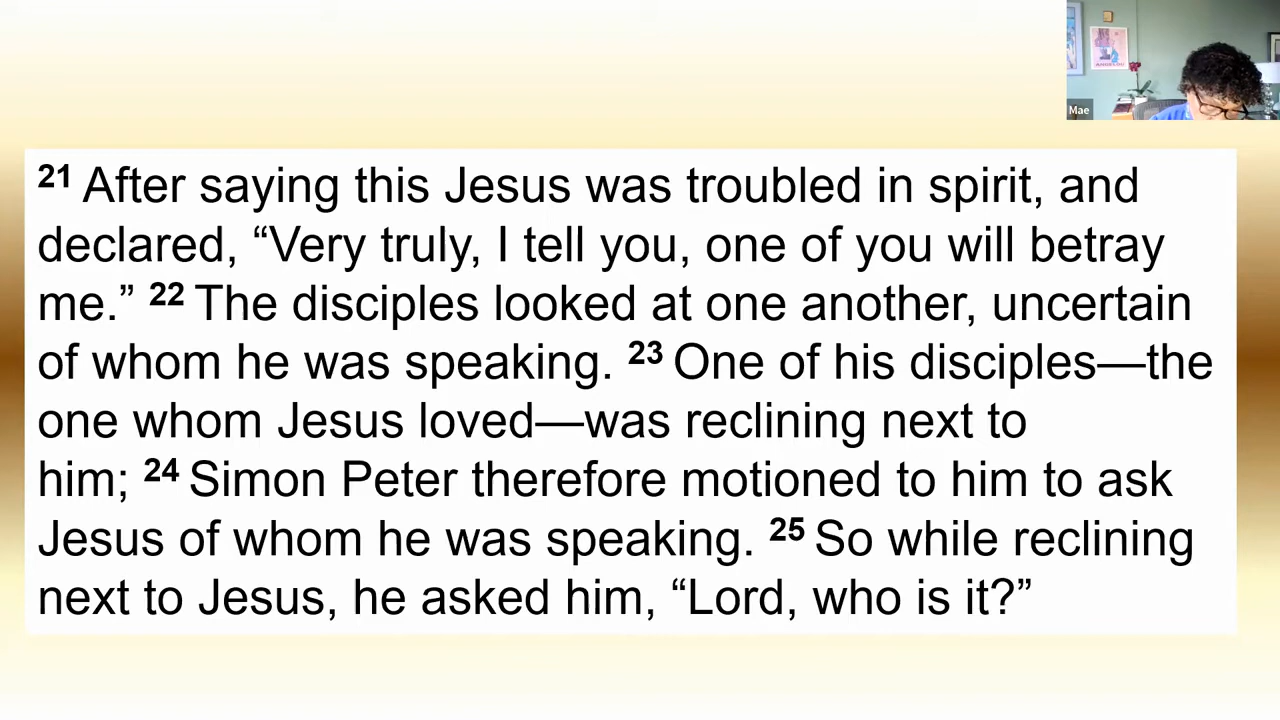 Mae
21 After saying this Jesus was troubled in spirit, and
declared, “Very truly, I tell you, one of you will betray
me.” 22 The disciples looked at one another, uncertain
of whom he was speaking. 23 One of his disciples—the
one whom Jesus loved—was reclining next to
him; 24 Simon Peter therefore motioned to him to ask
Jesus of whom he was speaking. 25 So while reclining
next to Jesus, he asked him, “Lord, who is it?”